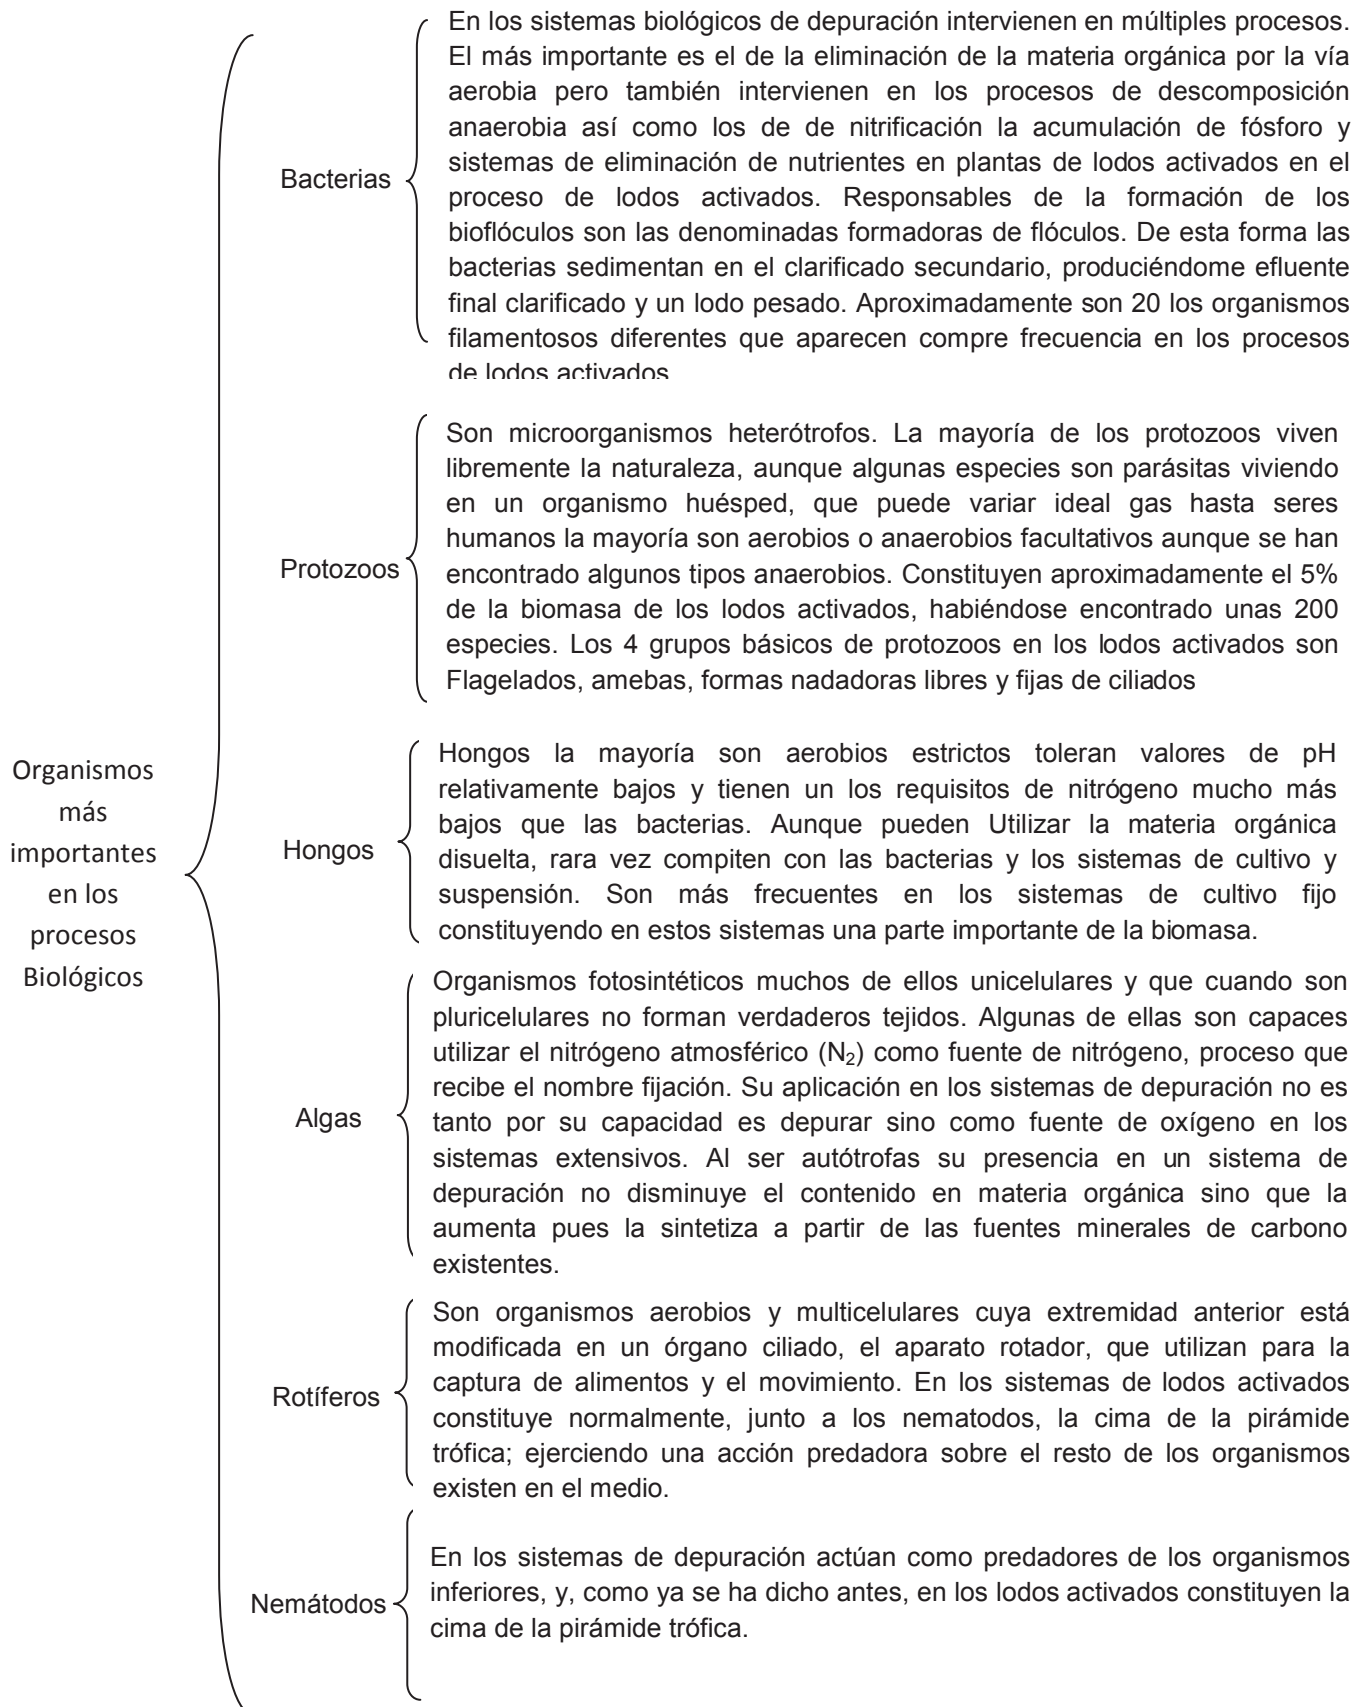 Organismos
más
importantes
en los
procesos
Biológicos
Bacterias
En los sistemas biológicos de depuración intervienen en múltiples procesos.
El más importante es el de la eliminación de la materia orgánica por la vía
aerobia pero también intervienen en los procesos de descomposición
anaerobia así como los de de nitrificación la acumulación de fósforo y
sistemas de eliminación de nutrientes en plantas de lodos activados en el
proceso de lodos activados. Responsables de la formación de los
bioflóculos son las denominadas formadoras de flóculos. De esta forma las
bacterias sedimentan en el clarificado secundario, produciéndome efluente
final clarificado y un lodo pesado. Aproximadamente son 20 los organismos
filamentosos diferentes que aparecen compre frecuencia en los procesos
de lodos activados
Protozoos
Son microorganismos heterótrofos. La mayoría de los protozoos viven
libremente la naturaleza, aunque algunas especies son parásitas viviendo
en un organismo huésped, que puede variar ideal gas hasta seres
humanos la mayoría son aerobios o anaerobios facultativos aunque se han
encontrado algunos tipos anaerobios. Constituyen aproximadamente el 5%
de la biomasa de los lodos activados, habiéndose encontrado unas 200
especies. Los 4 grupos básicos de protozoos en los lodos activados son
Flagelados, amebas, formas nadadoras libres y fijas de ciliados
Hongos
Hongos la mayoría son aerobios estrictos toleran valores de pH
relativamente bajos y tienen un los requisitos de nitrógeno mucho más
bajos que las bacterias. Aunque pueden Utilizar la materia orgánica
disuelta, rara vez compiten con las bacterias y los sistemas de cultivo y
suspensión. Son más frecuentes en los sistemas de cultivo fijo
constituyendo en estos sistemas una parte importante de la biomasa.
Algas
Organismos fotosintéticos muchos de ellos unicelulares y que cuando son
pluricelulares no forman verdaderos tejidos. Algunas de ellas son capaces
utilizar el nitrógeno atmosférico (N₂) como fuente de nitrógeno, proceso que
recibe el nombre fijación. Su aplicación en los sistemas de depuración no es
tanto por su capacidad es depurar sino como fuente de oxígeno en los
sistemas extensivos. Al ser autótrofas su presencia en un sistema de
depuración no disminuye el contenido en materia orgánica sino que la
aumenta pues la sintetiza a partir de las fuentes minerales de carbono
existentes.
Rotíferos
Son organismos aerobios y multicelulares cuya extremidad anterior está
modificada en un órgano ciliado, el aparato rotador, que utilizan para la
captura de alimentos y el movimiento. En los sistemas de lodos activados
constituye normalmente, junto a los nematodos, la cima de la pirámide
trófica; ejerciendo una acción predadora sobre el resto de los organismos
existen en el medio.
Nemátodos
En los sistemas de depuración actúan como predadores de los organismos
inferiores, y, como ya se ha dicho antes, en los lodos activados constituyen la
cima de la pirámide trófica.